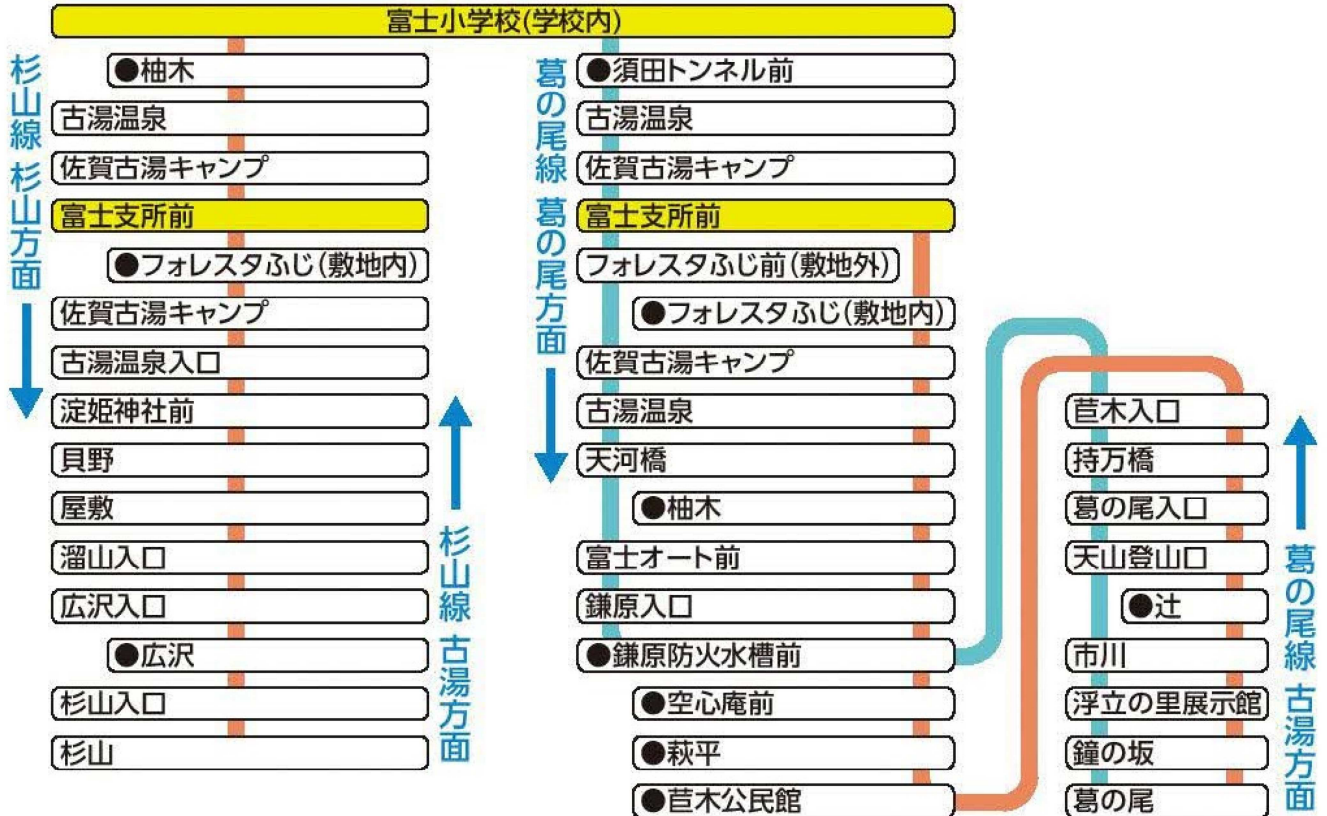 富士小学校(学校内)
杉山線 杉山方面
●柚木
古湯温泉
佐賀古湯キャンプ
富士支所前
●フォレスタふじ(敷地内)
佐賀古湯キャンプ
古湯温泉入口
淀姫神社前
貝野
屋敷
溜山入口
広沢入口
●広沢
杉山入口
杉山
杉山線 古湯方面
葛の尾線 葛の尾方面
●須田トンネル前
古湯温泉
佐賀古湯キャンプ
富士支所前
フォレスタふじ前(敷地外)
●フォレスタふじ(敷地内)
佐賀古湯キャンプ
古湯温泉
天河橋
●柚木
富士オート前
鎌原入口
●鎌原防火水槽前
●空心庵前
●萩平
●苣木公民館
苣木入口
持万橋
葛の尾入口
天山登山口
●辻
市川
浮立の里展示館
鐘の坂
葛の尾
葛の尾線 古湯方面